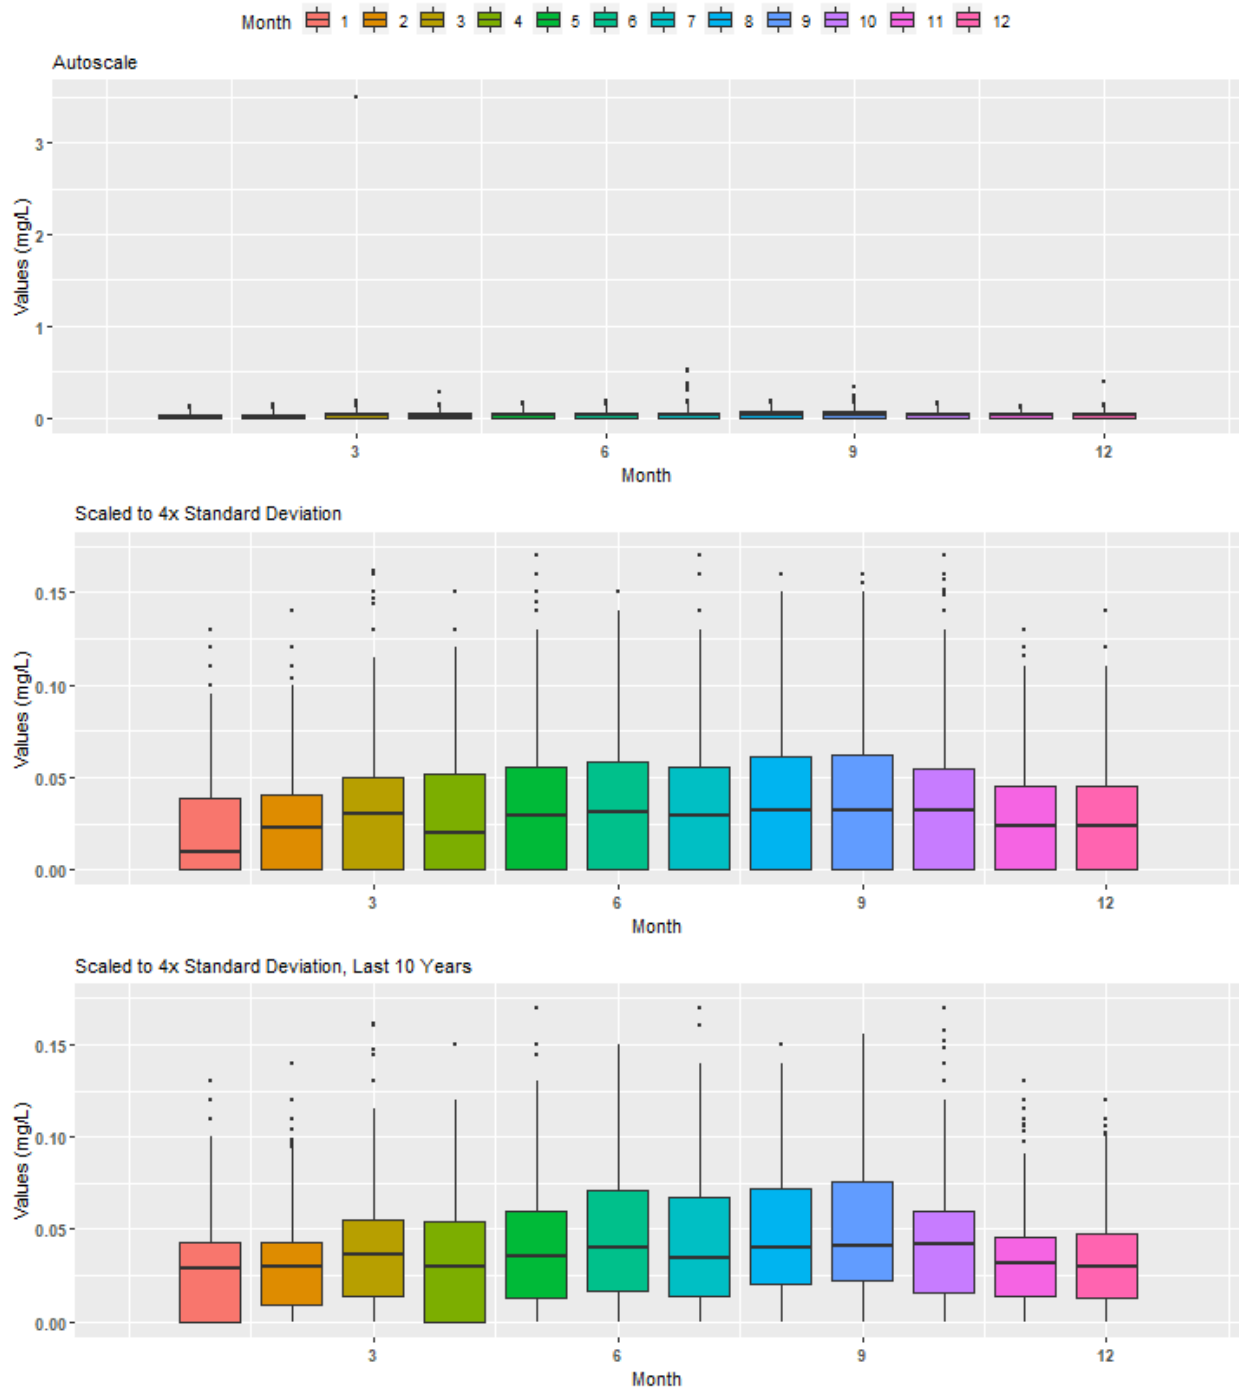 Month 1 2 3 4 5 6 7 8 9 10 11 12
Autoscale
Values (mg/L)
3
2
1
0
3 6 9 12
Month
Scaled to 4x Standard Deviation
Values (mg/L)
0.15
0.10
0.05
0.00
3 6 9 12
Month
Scaled to 4x Standard Deviation, Last 10 Years
Values (mg/L)
0.15
0.10
0.05
0.00
3 6 9 12
Month